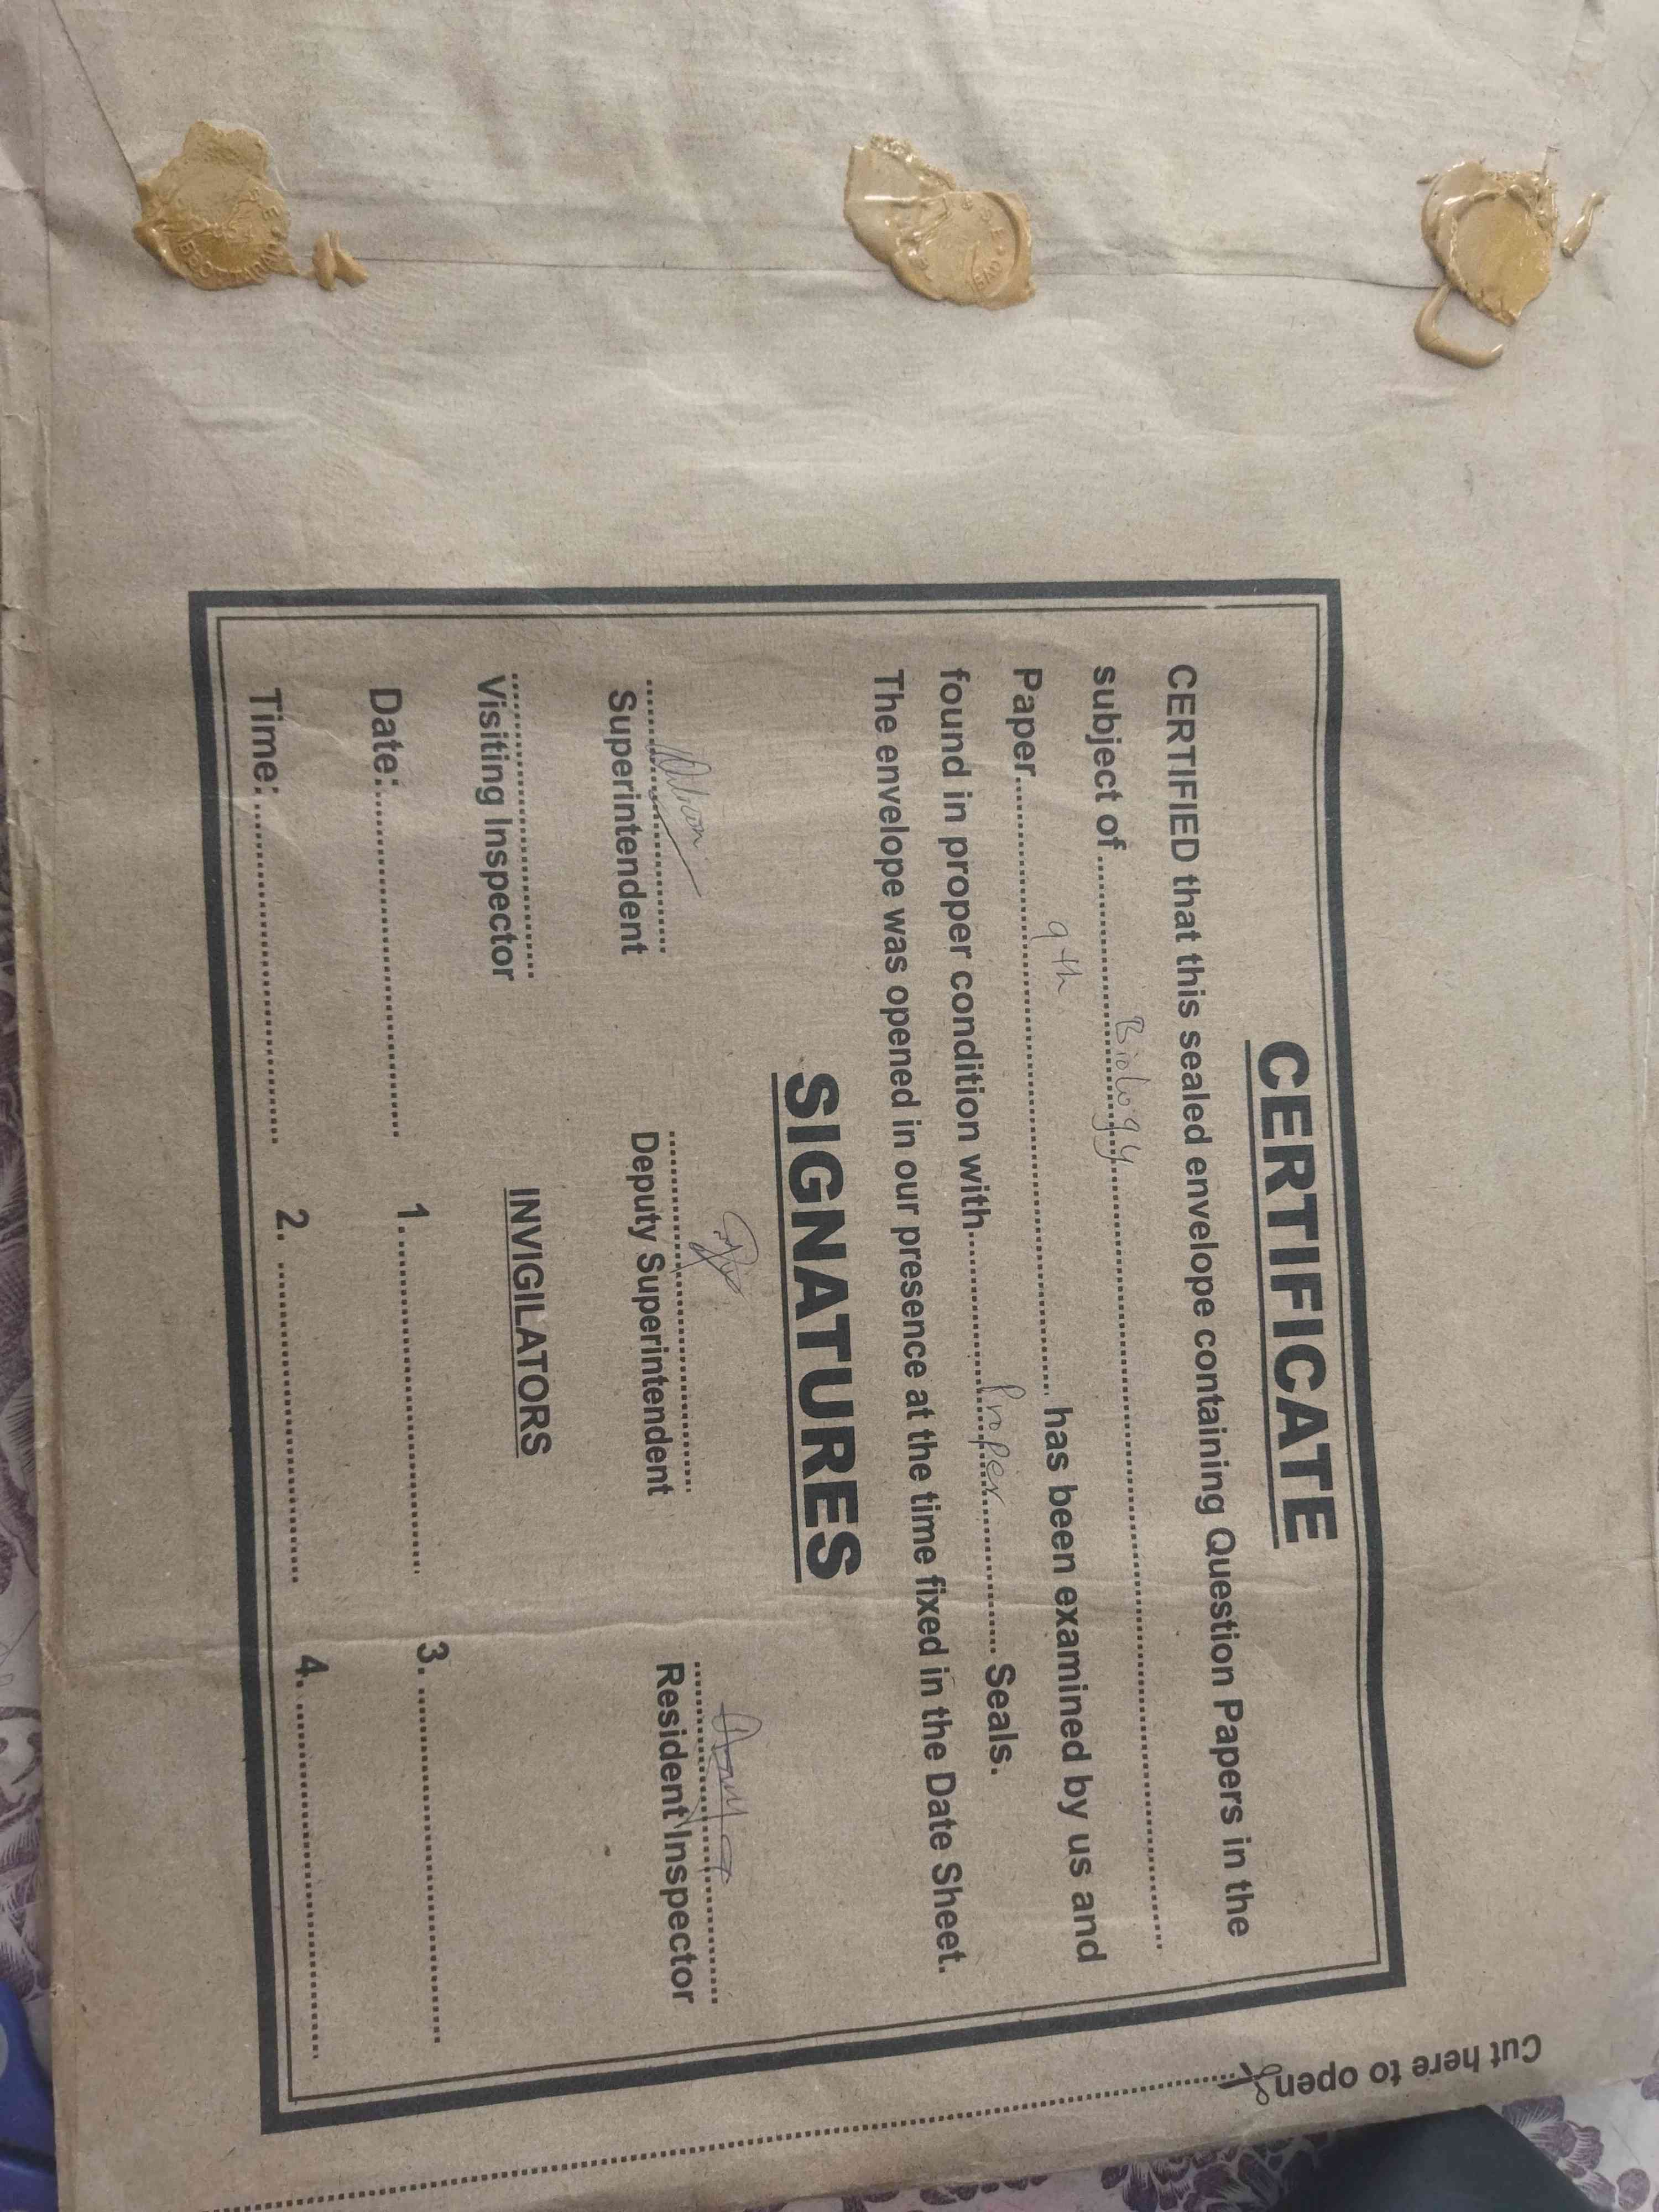 CERTIFICATE
CERTIFIED that this sealed envelope containing Question Papers in the
subject of.......... Biology ..........
Paper.......... 9th .......... has been examined by us and
found in proper condition with.......... Proper .......... Seals.
The envelope was opened in our presence at the time fixed in the Date Sheet.
SIGNATURES
Superintendent Deputy Superintendent Resident Inspector
Visiting Inspector INVIGILATORS
Date:.......... 1. .......... 3. ..........
Time:.......... 2. .......... 4. ..........
Cut here to open